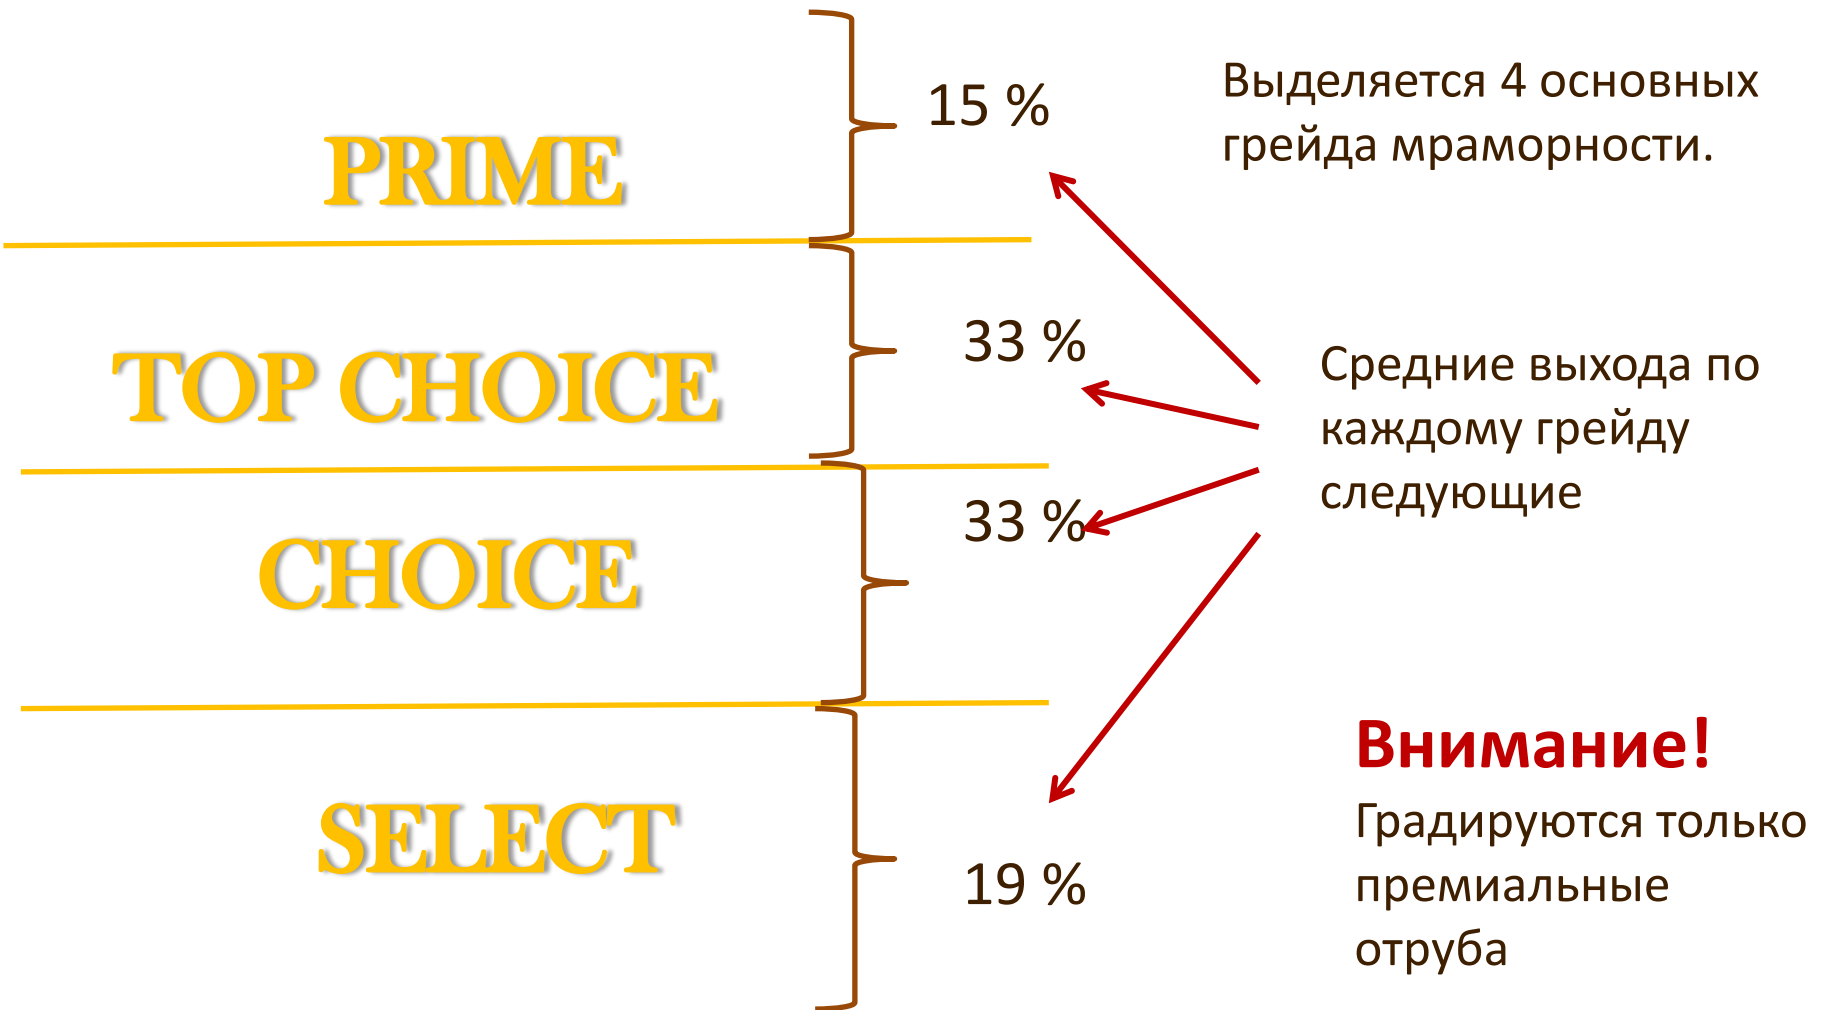 PRIME
15 %
TOP CHOICE
33 %
CHOICE
33 %
SELECT
19 %
Выделяется 4 основных
грейда мраморности.
Средние выхода по
каждому грейду
следующие
Внимание!
Градируются только
премиальные
отруба